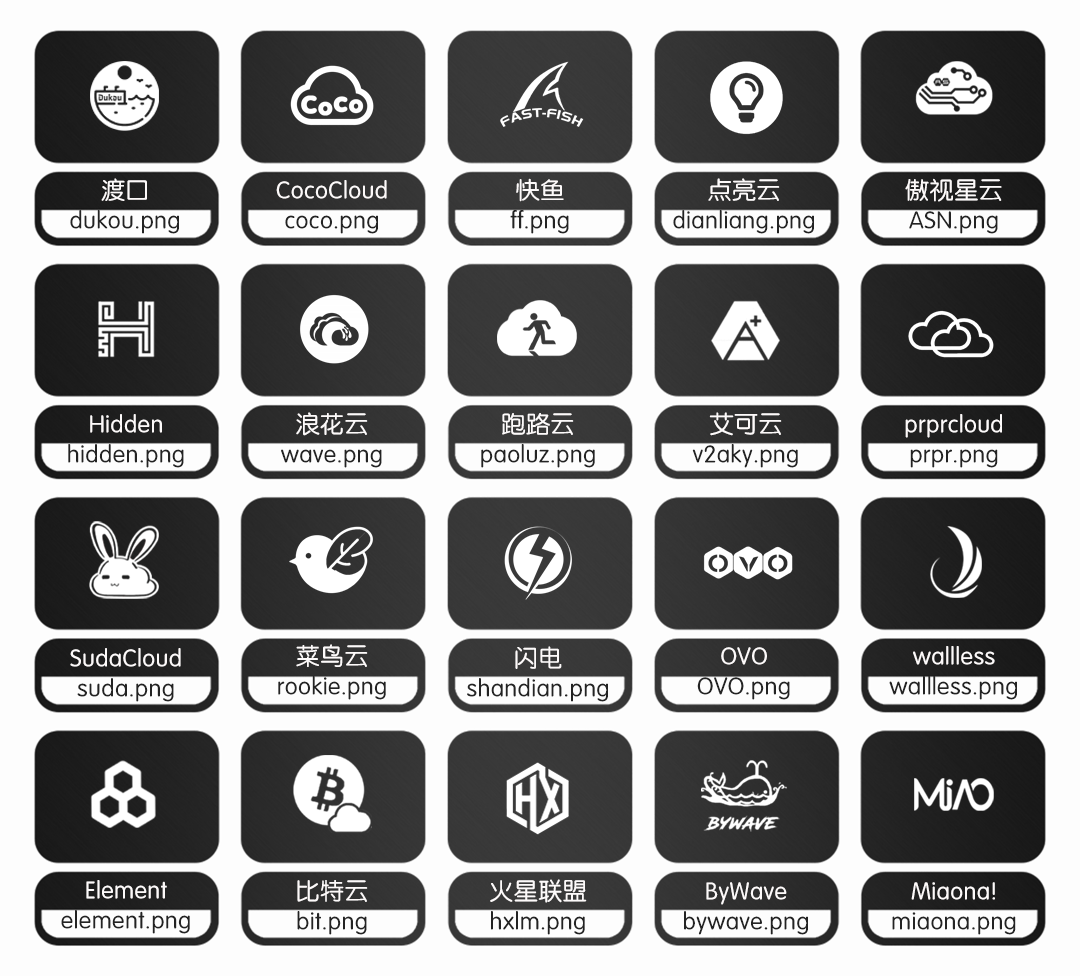 Dukou
CoCo
FAST-FISH
渡口
CocoCloud
快鱼
点亮云
傲视星云
dukou.png
coco.png
ff.png
dianliang.png
ASN.png
H
A+
Hidden
浪花云
跑路云
艾可云
prprcloud
hidden.png
wave.png
paoluz.png
v2aky.png
prpr.png
OVO
SudaCloud
菜鸟云
闪电
OVO
wallless
suda.png
rookie.png
shandian.png
OVO.png
wallless.png
HX
BYWAVE
MiAO
Element
比特云
火星联盟
ByWave
Miaona!
element.png
bit.png
hxlm.png
bywave.png
miaona.png